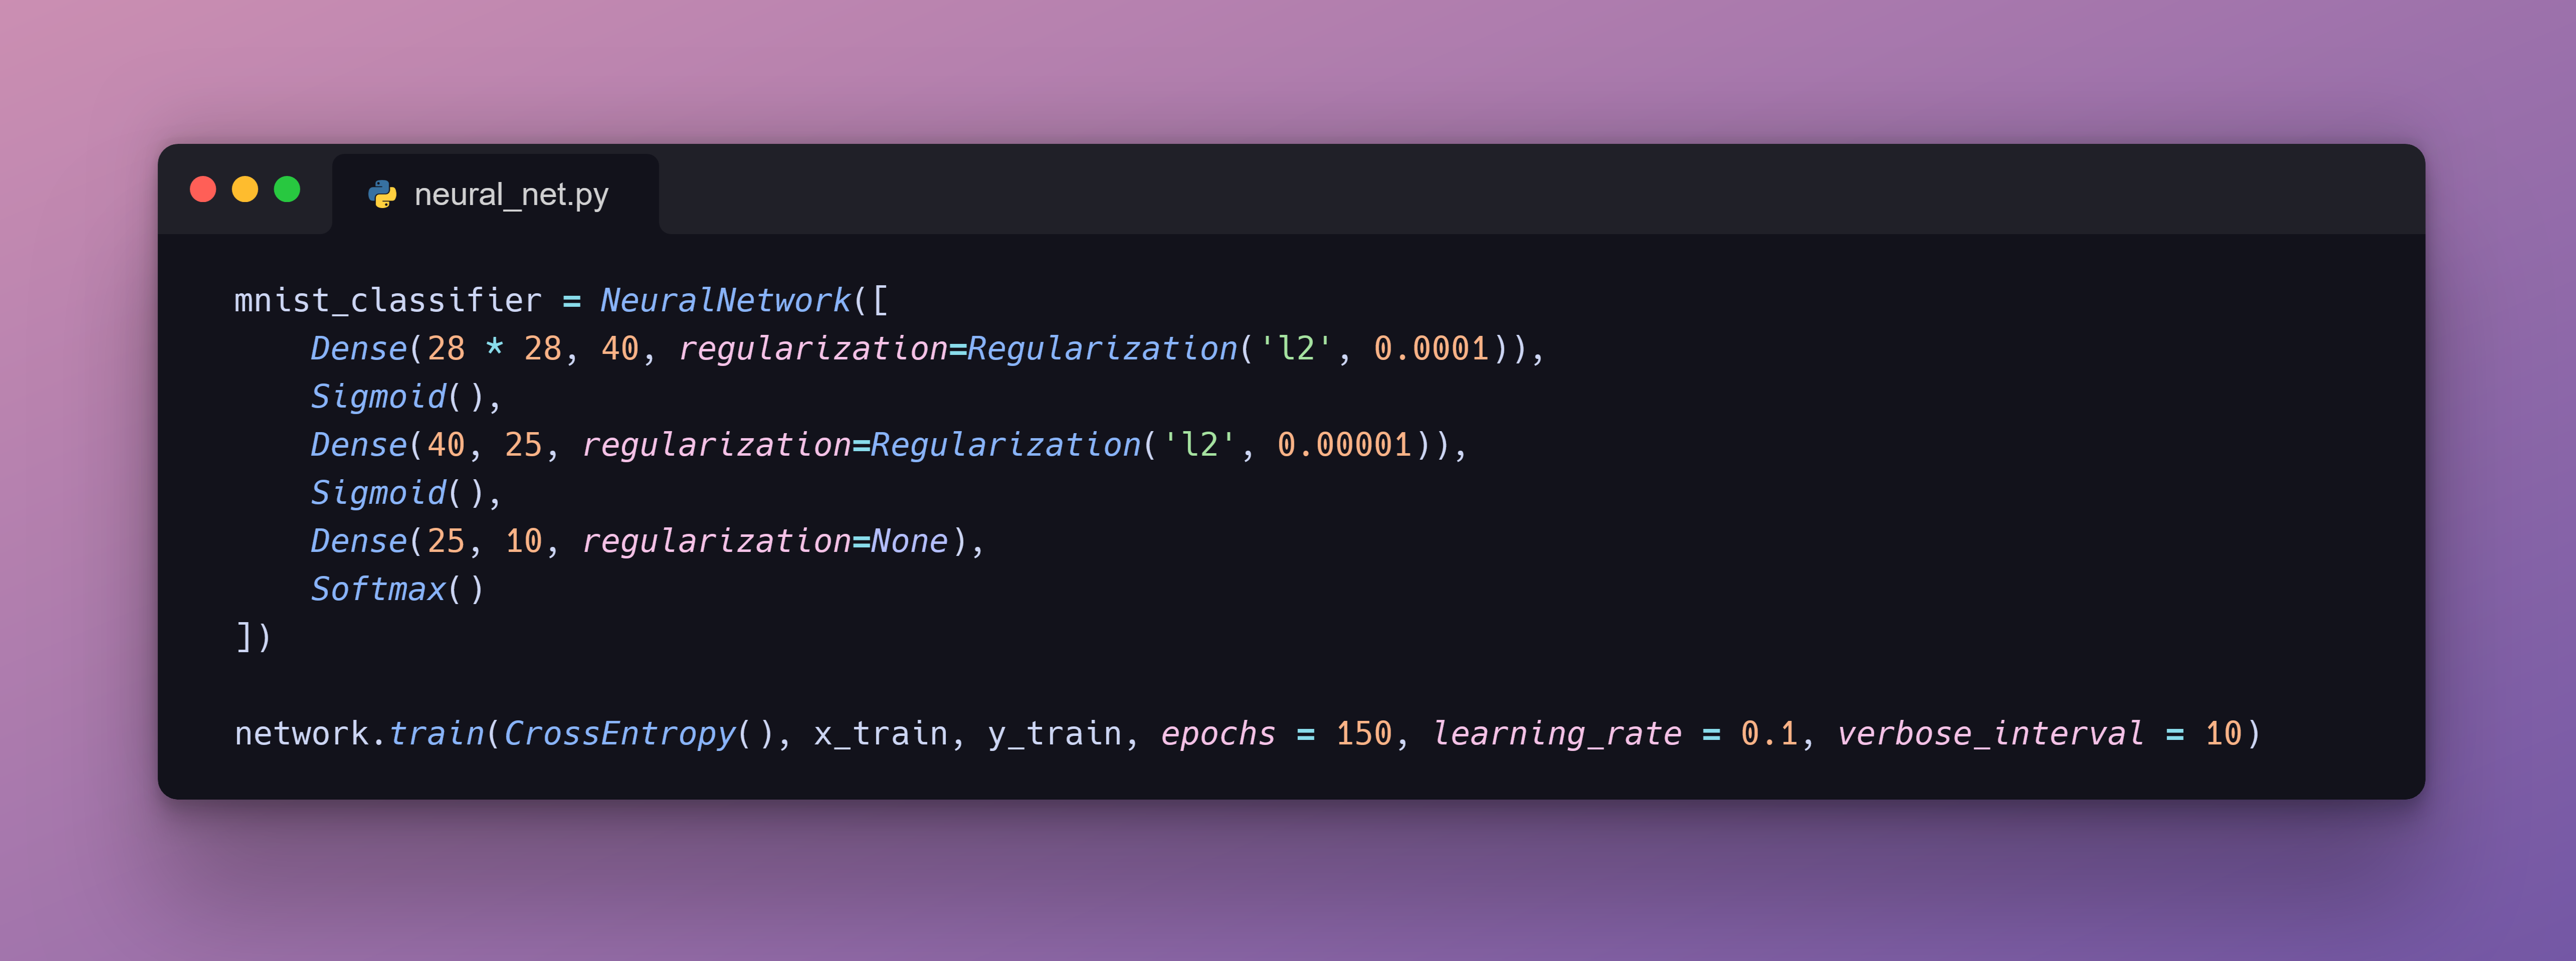 neural_net.py
mnist_classifier = NeuralNetwork([
    Dense(28 * 28, 40, regularization=Regularization('l2', 0.0001)),
    Sigmoid(),
    Dense(40, 25, regularization=Regularization('l2', 0.00001)),
    Sigmoid(),
    Dense(25, 10, regularization=None),
    Softmax()
])
network.train(CrossEntropy(), x_train, y_train, epochs = 150, learning_rate = 0.1, verbose_interval = 10)